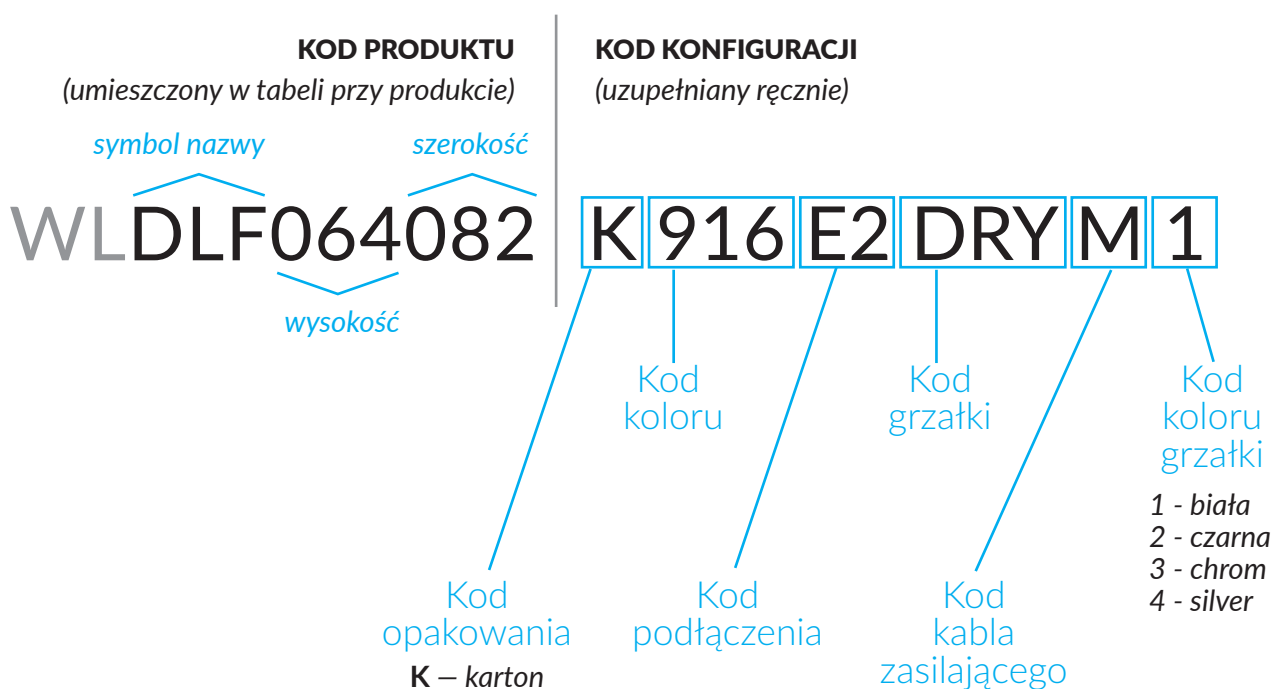 KOD PRODUKTU
(umieszczony w tabeli przy produkcie)
KOD KONFIGURACJI
(uzupełniany ręcznie)
symbol nazwy
szerokość
WLDLF064082
K 916 E2 DRY M 1
wysokość
Kod
koloru
Kod
grzałki
Kod
koloru
grzałki
1 - biała
2 - czarna
3 - chrom
4 - silver
Kod
opakowania
K – karton
Kod
podłączenia
Kod
kabla
zasilającego